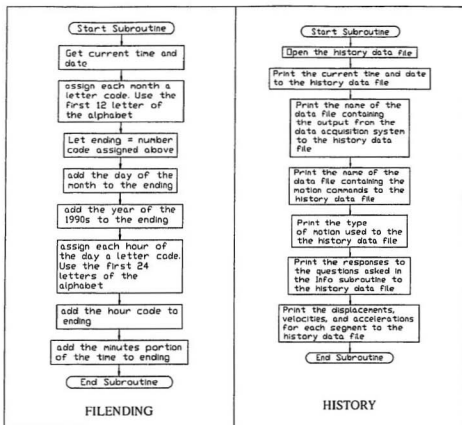 Start Subroutine
Get current time and
date
assign each month a
letter code. Use the
first 12 letter of
the alphabet
Let ending = number
code assigned above
add the day of the
month to the ending
add the year of the
1990s to the ending
assign each hour of
the day a letter code.
Use the first 24
letters of the
alphabet
add the hour code to
ending
add the minutes portion
of the time to ending
End Subroutine
FILENDING
Start Subroutine
Open the history data file
Print the current time and date
to the history data file
Print the name of the
data file containing
the output from the
data acquisition system
to the history data
file
Print the name of the
data file containing the
motion commands to the
history data file
Print the type
of motion used to the
the history data file
Print the responses to
the questions asked in
the Info subroutine to
the history data file
Print the displacements,
velocities, and accelerations
for each segment to the
history data file
End Subroutine
HISTORY